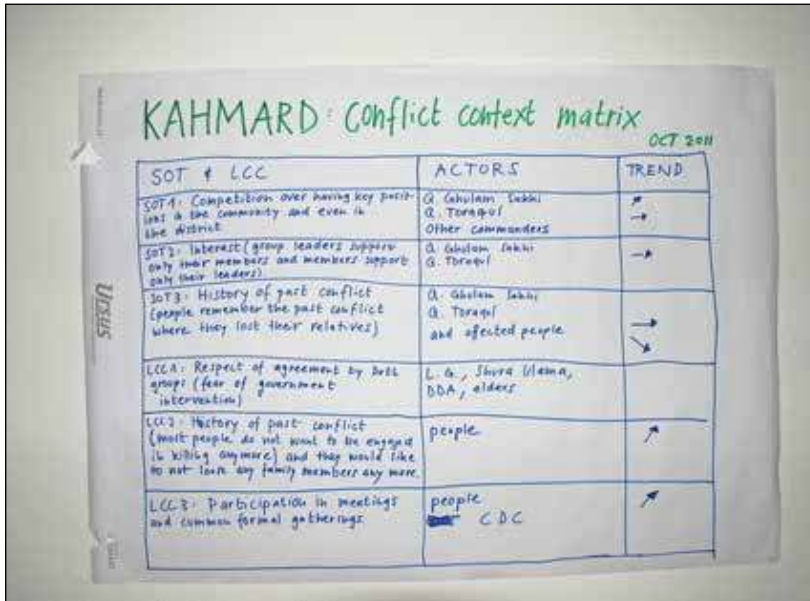 KAHMARD: Conflict context matrix
OCT 2011
SOT & LCC
ACTORS
TREND
SOT1: Competition over having key posit-
ions in the community and even in
the district
Q. Ghulam Sakhi
Q. Toraqul
Other commanders
↗
→
SOT2: Interest (group leaders support
only their members and members support
only their leaders)
Q. Ghulam Sakhi
Q. Toraqul
→
SOT3: History of past conflict
(people remember the past conflict
where they lost their relatives)
Q. Ghulam Sakhi
Q. Toraqul
and affected people
→
↘
LCC1: Respect of agreement by both
groups (fear of government
intervention)
L.G., Shura Ulama,
DDA, elders
LCC2: History of past conflict
(most people do not want to be engaged
in killing anymore) and they would like
to not loose any family members any more.
people
↗
LCC3: Participation in meetings
and common formal gatherings
people
CDC
↗
URSUS